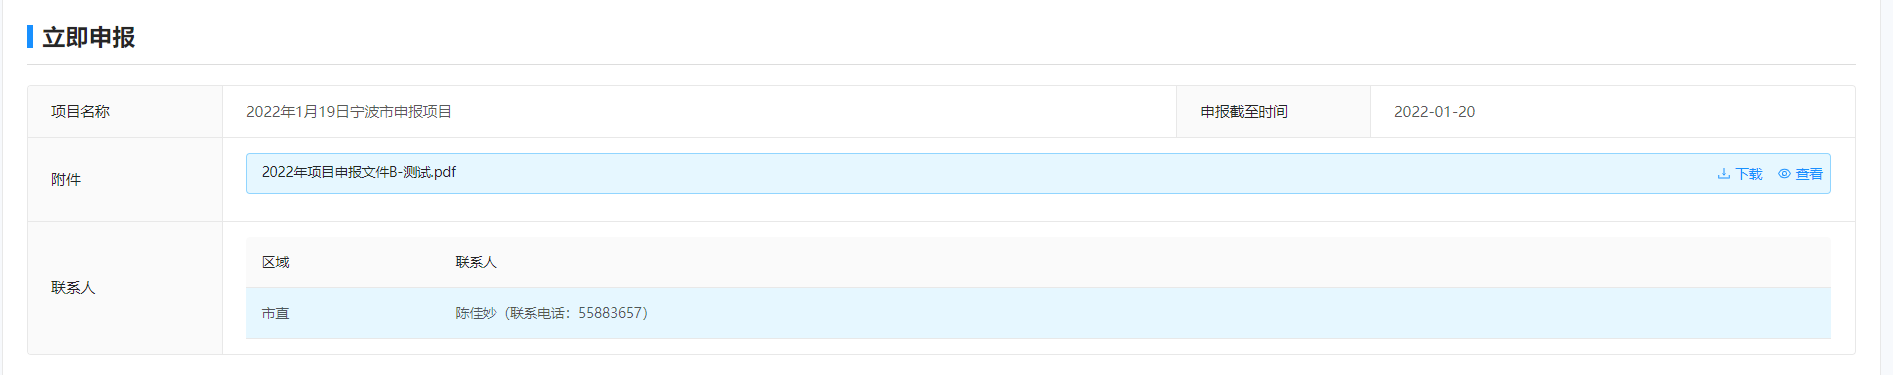 立即申报
项目名称 2022年1月19日宁波市申报项目 申报截至时间 2022-01-20
附件 2022年项目申报文件B-测试.pdf 下载 查看
区域 联系人
联系人
市直 陈佳妙（联系电话：55883657）